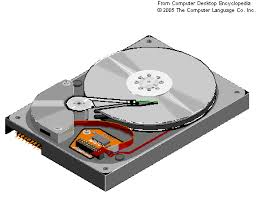 From Computer Desktop Encyclopedia
© 2005 The Computer Language Co. Inc.